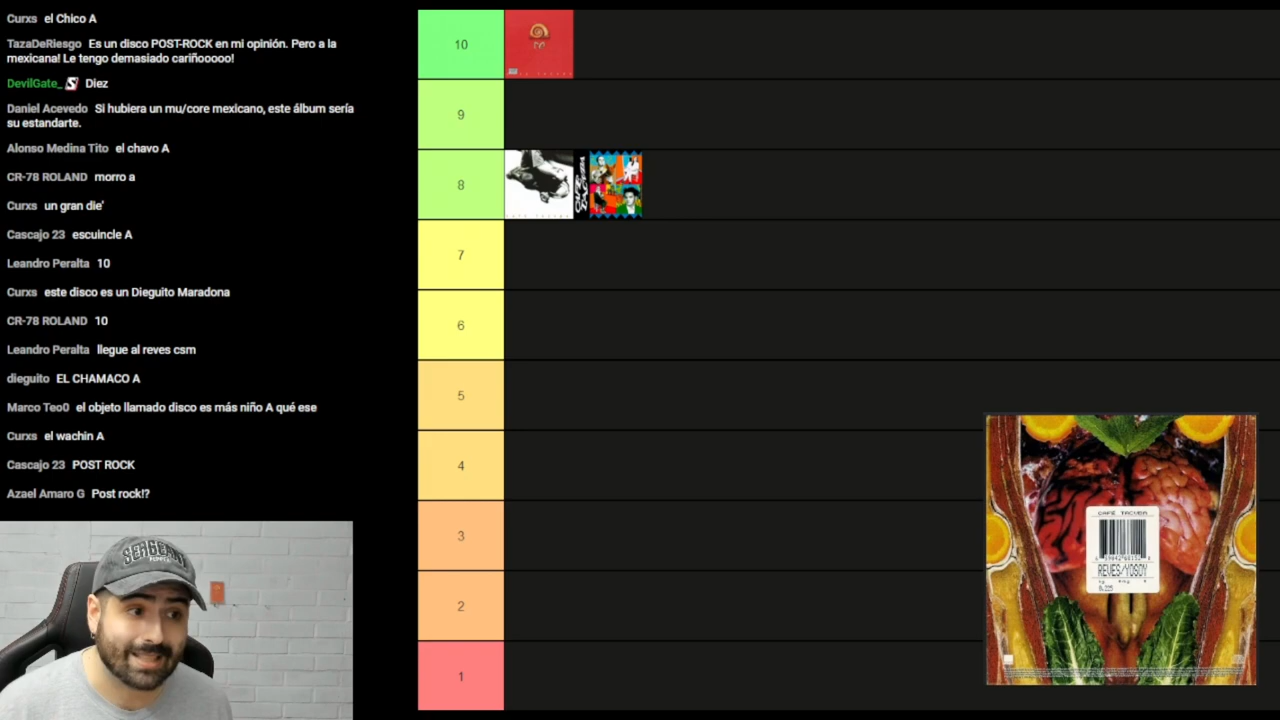 Curxs el Chico A
TazaDeRiesgo Es un disco POST-ROCK en mi opinión. Pero a la
mexicana! Le tengo demasiado cariñooooo!
DevilGate_ Diez
Daniel Acevedo Si hubiera un mu/core mexicano, este álbum sería
su estandarte.
Alonso Medina Tito el chavo A
CR-78 ROLAND morro a
Curxs un gran die'
Cascajo 23 escuincle A
Leandro Peralta 10
Curxs este disco es un Dieguito Maradona
CR-78 ROLAND 10
Leandro Peralta llegue al reves csm
dieguito EL CHAMACO A
Marco Teo0 el objeto llamado disco es más niño A qué ese
Curxs el wachin A
Cascajo 23 POST ROCK
Azael Amaro G Post rock!?
10
9
8
7
6
5
4
3
2
1
CAFE TACVBA
CAFE TACUBA
REVES/YOSOY